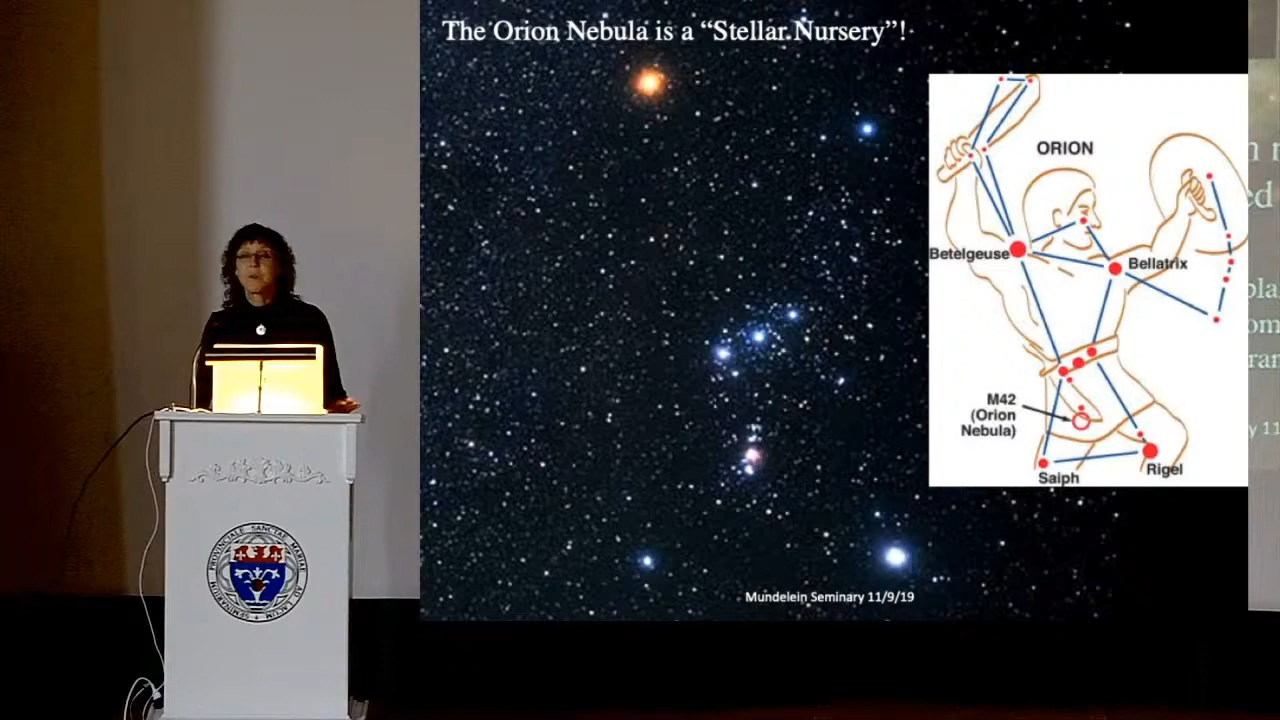 The Orion Nebula is a “Stellar Nursery”!
ORION
Betelgeuse
Bellatrix
M42
(Orion
Nebula)
Rigel
Saiph
Mundelein Seminary 11/9/19